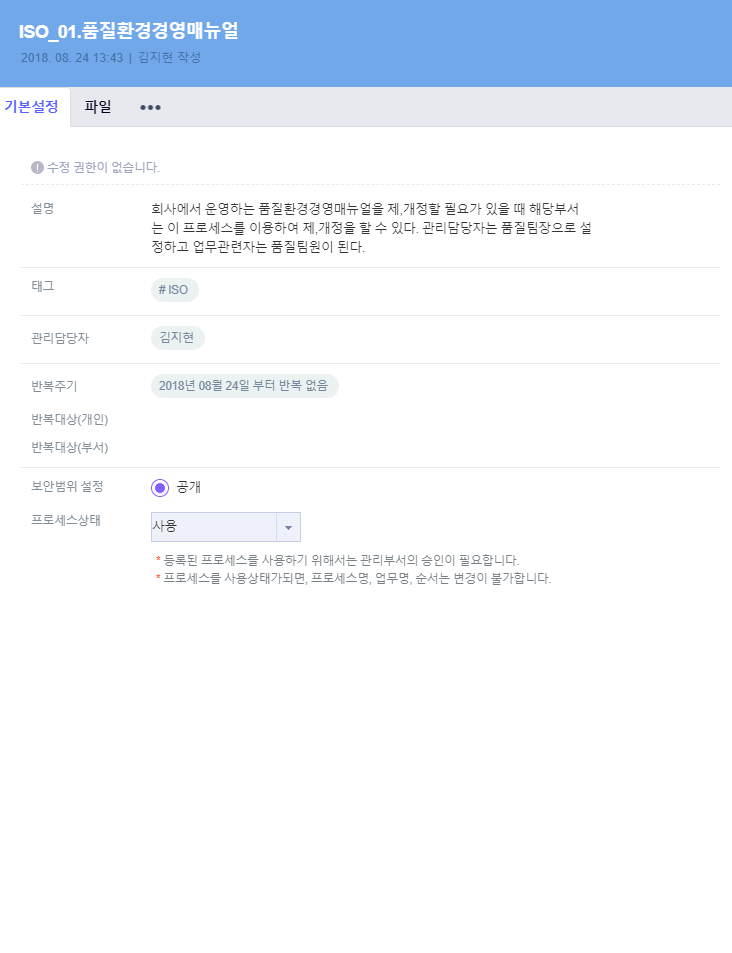 ISO_01.품질환경경영매뉴얼
2018. 08. 24 13:43 | 김지현 작성
기본설정 파일 •••
! 수정 권한이 없습니다.
설명 회사에서 운영하는 품질환경경영매뉴얼을 제,개정할 필요가 있을 때 해당부서
는 이 프로세스를 이용하여 제,개정을 할 수 있다. 관리담당자는 품질팀장으로 설
정하고 업무관련자는 품질팀원이 된다.
태그 # ISO
관리담당자 김지현
반복주기 2018년 08월 24일 부터 반복 없음
반복대상(개인)
반복대상(부서)
보안범위 설정 공개
프로세스상태 사용
* 등록된 프로세스를 사용하기 위해서는 관리부서의 승인이 필요합니다.
* 프로세스를 사용상태가되면, 프로세스명, 업무명, 순서는 변경이 불가합니다.